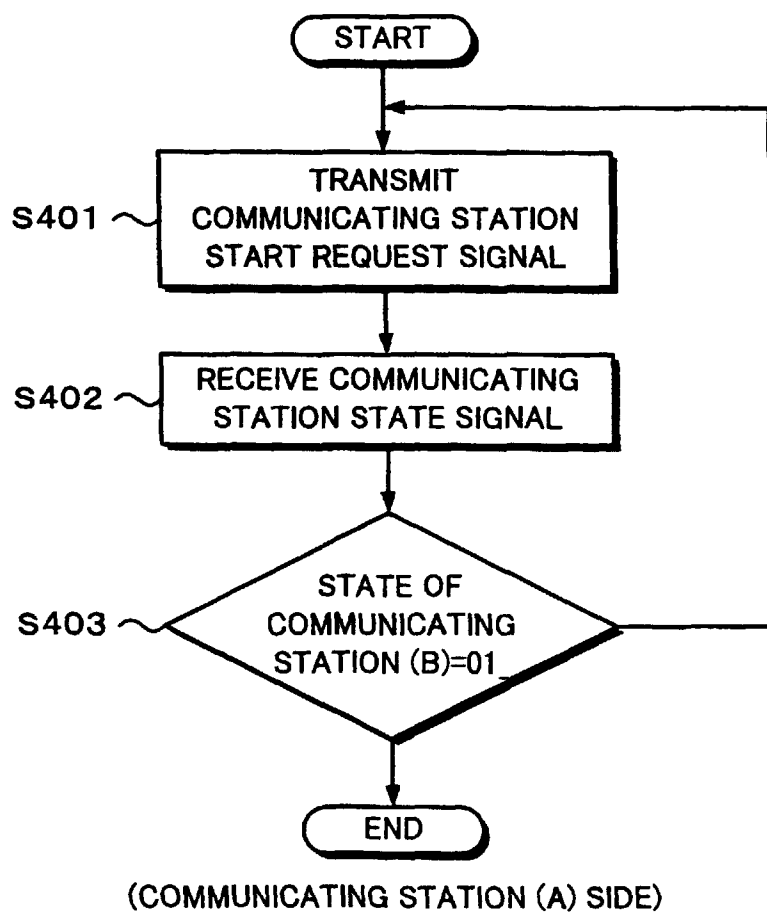 START
TRANSMIT
COMMUNICATING STATION
START REQUEST SIGNAL
S401
RECEIVE COMMUNICATING
STATION STATE SIGNAL
S402
STATE OF
COMMUNICATING
STATION (B)=01
S403
END
(COMMUNICATING STATION (A) SIDE)